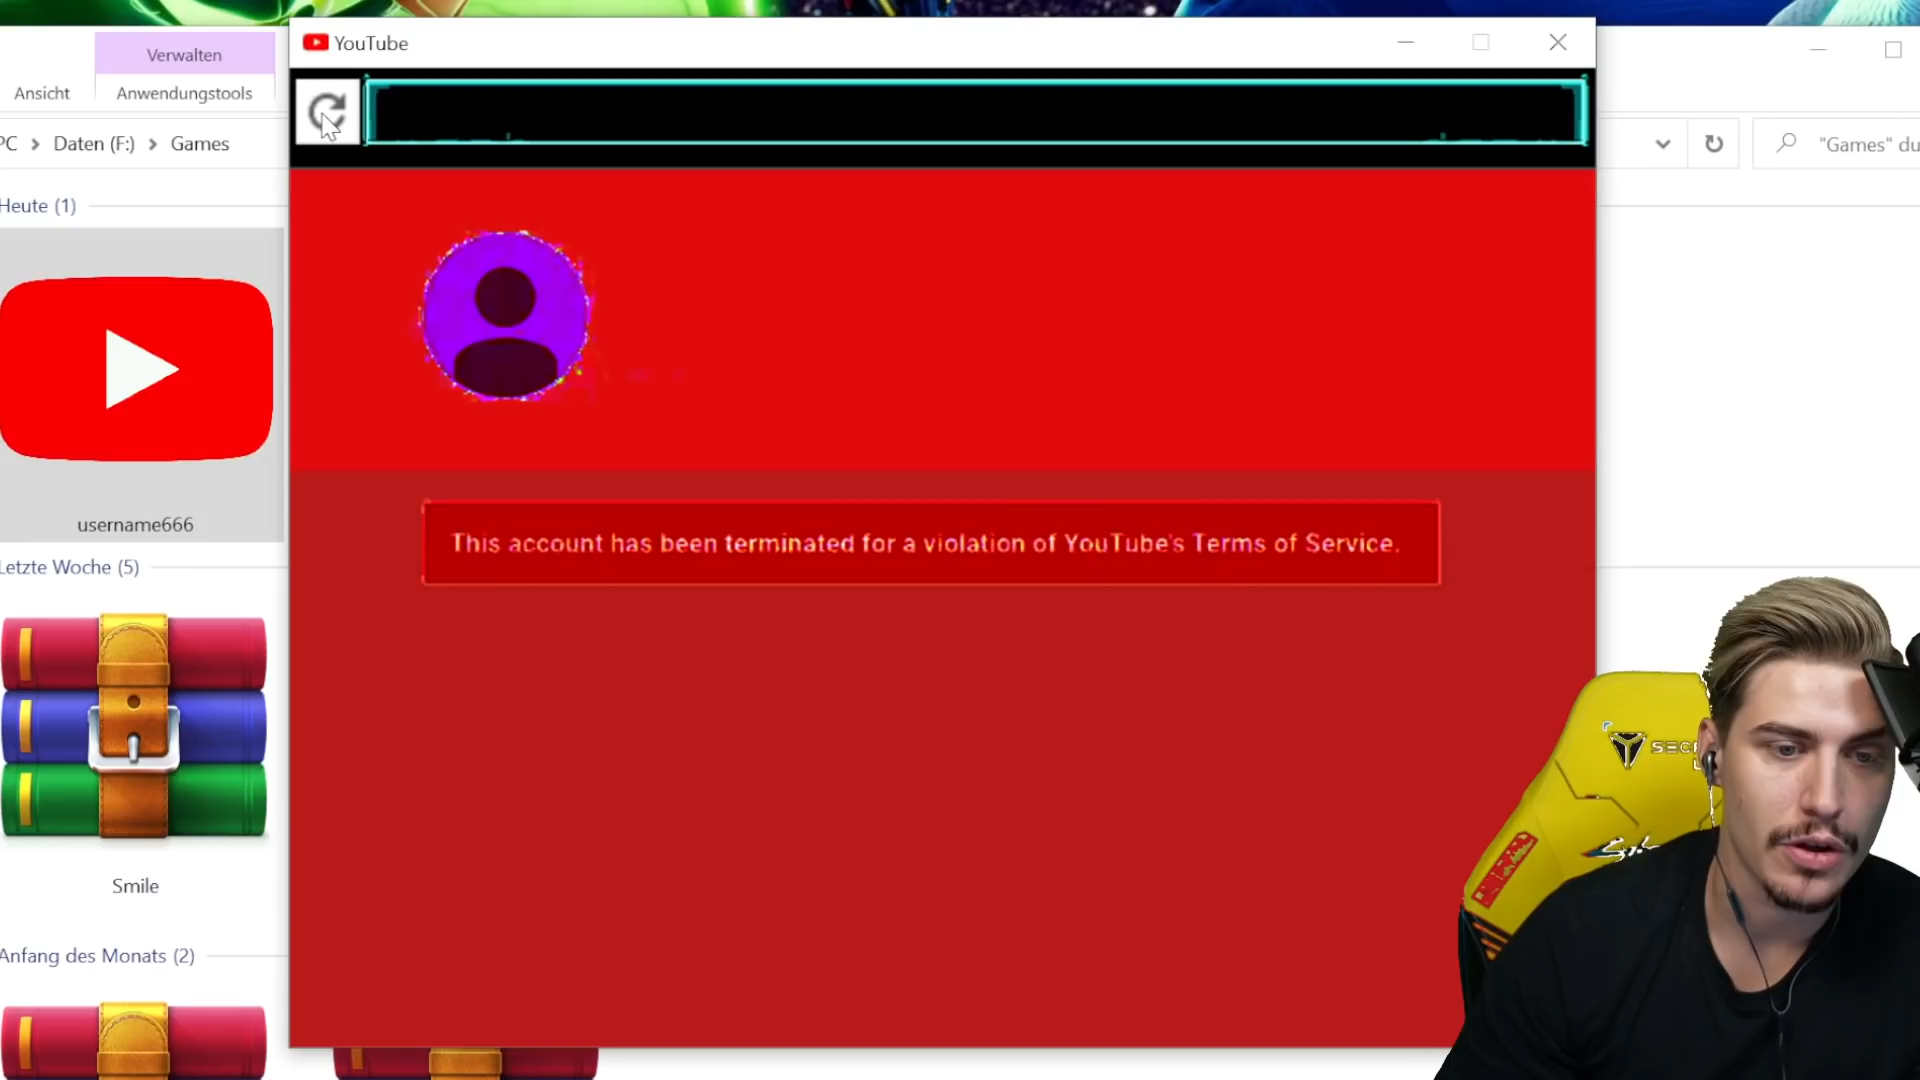 YouTube
Verwalten
Ansicht
Anwendungstools
PC > Daten (F:) > Games
"Games" du
Heute (1)
username666
This account has been terminated for a violation of YouTube's Terms of Service.
Letzte Woche (5)
SECR
Smile
Anfang des Monats (2)